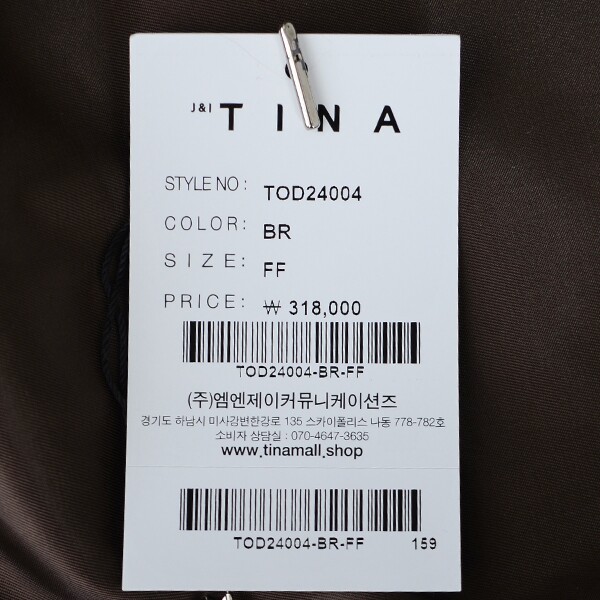 J&I TINA
STYLE NO: TOD24004
COLOR: BR
SIZE: FF
PRICE: ₩ 318,000
TOD24004-BR-FF
(주)엠엔제이커뮤니케이션즈
경기도 하남시 미사강변한강로 135 스카이폴리스 나동 778-782호
소비자 상담실 : 070-4647-3635
www.tinamall.shop
TOD24004-BR-FF 159